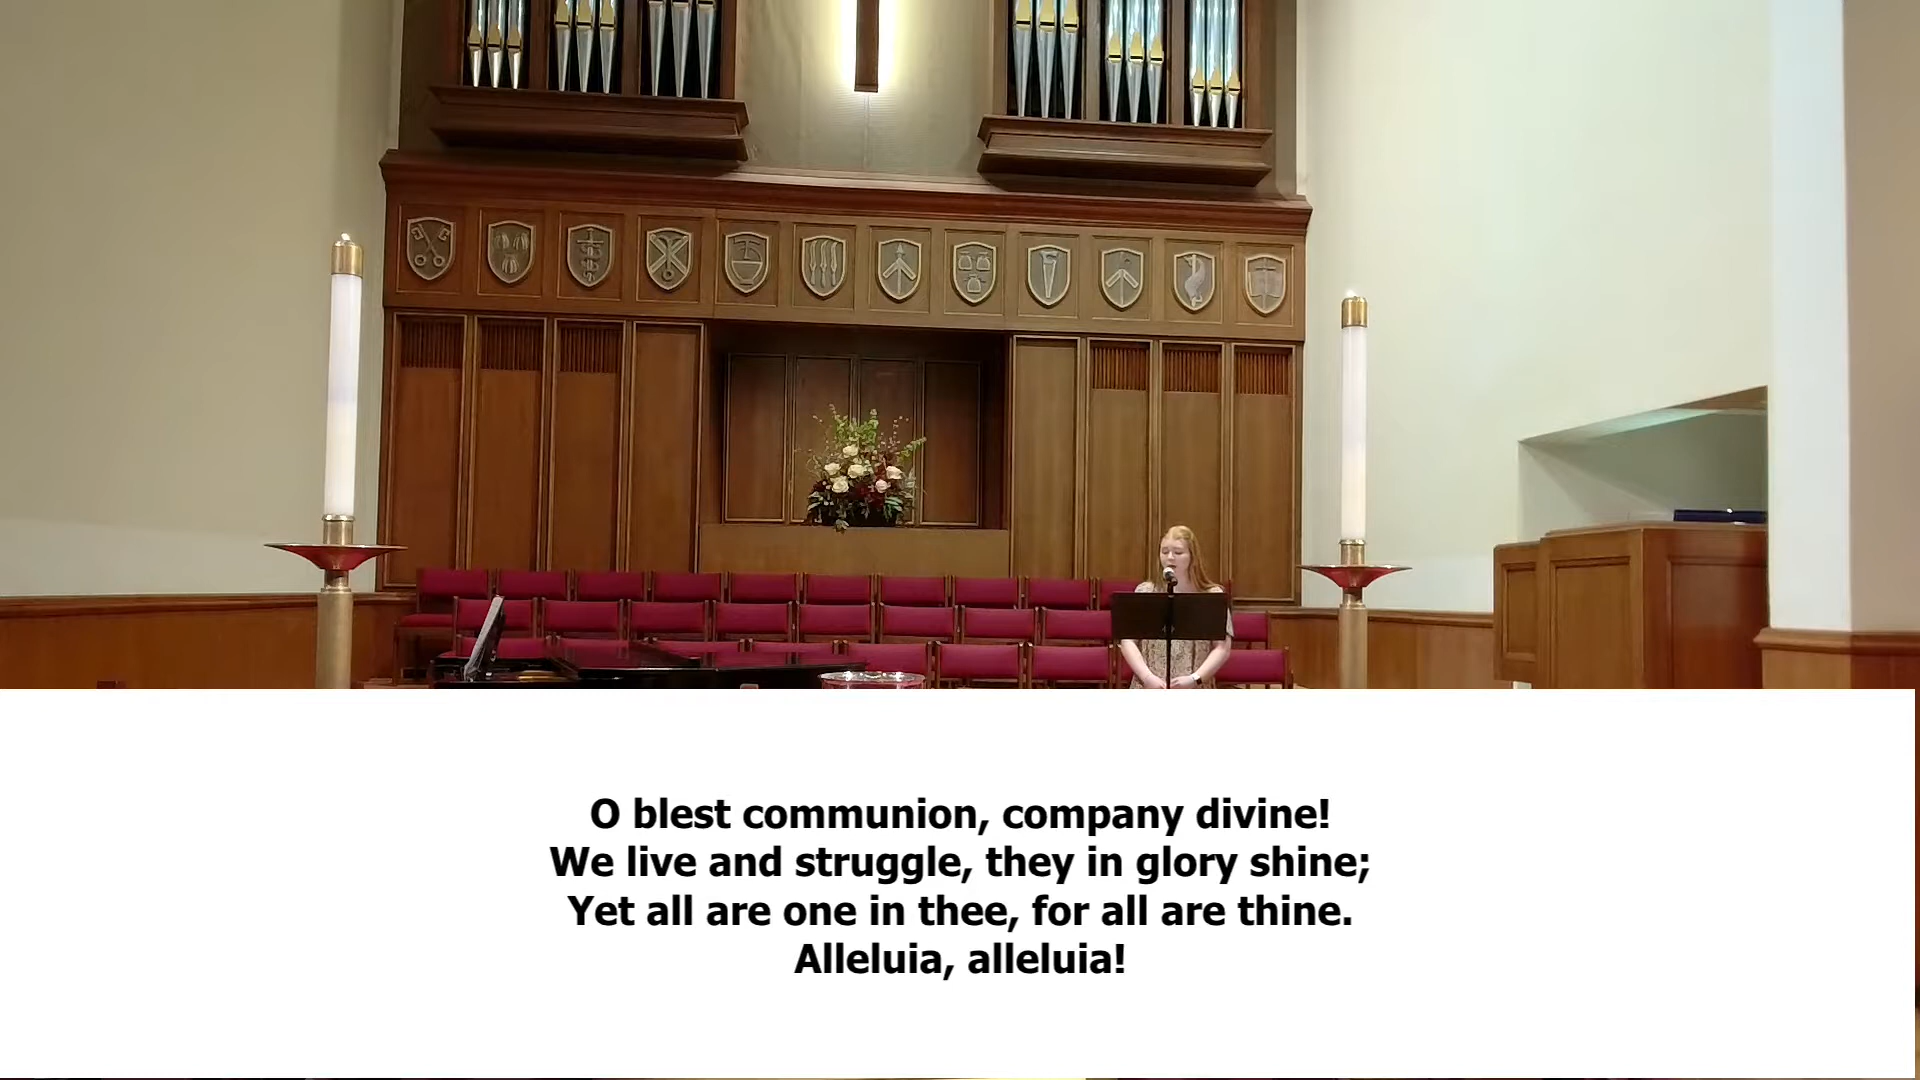 O blest communion, company divine!
We live and struggle, they in glory shine;
Yet all are one in thee, for all are thine.
Alleluia, alleluia!